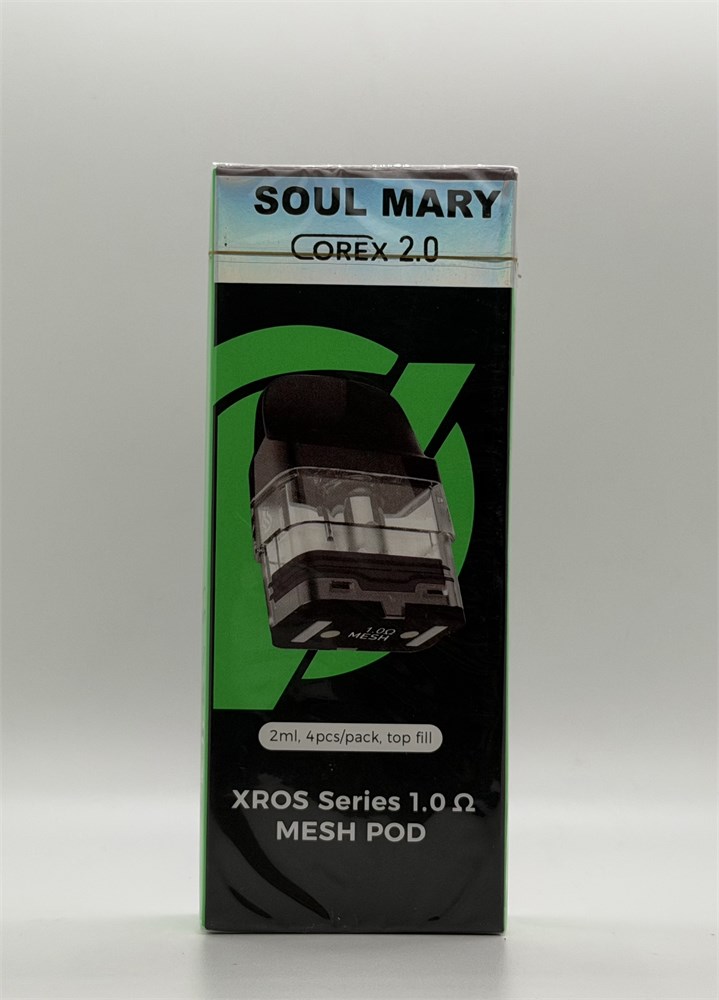 SOUL MARY
COREX 2.0
1.0Ω
MESH
2ml, 4pcs/pack, top fill
XROS Series 1.0 Ω
MESH POD